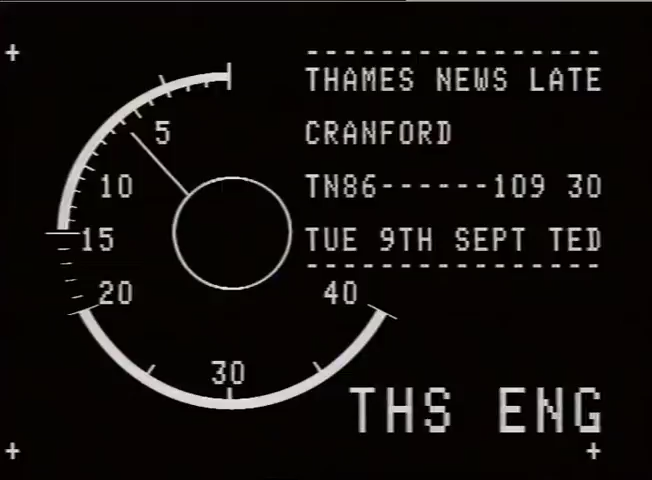 ----------------
THAMES NEWS LATE
CRANFORD
TN86------109 30
TUE 9TH SEPT TED
----------------
5
10
15
20
40
30
THS ENG